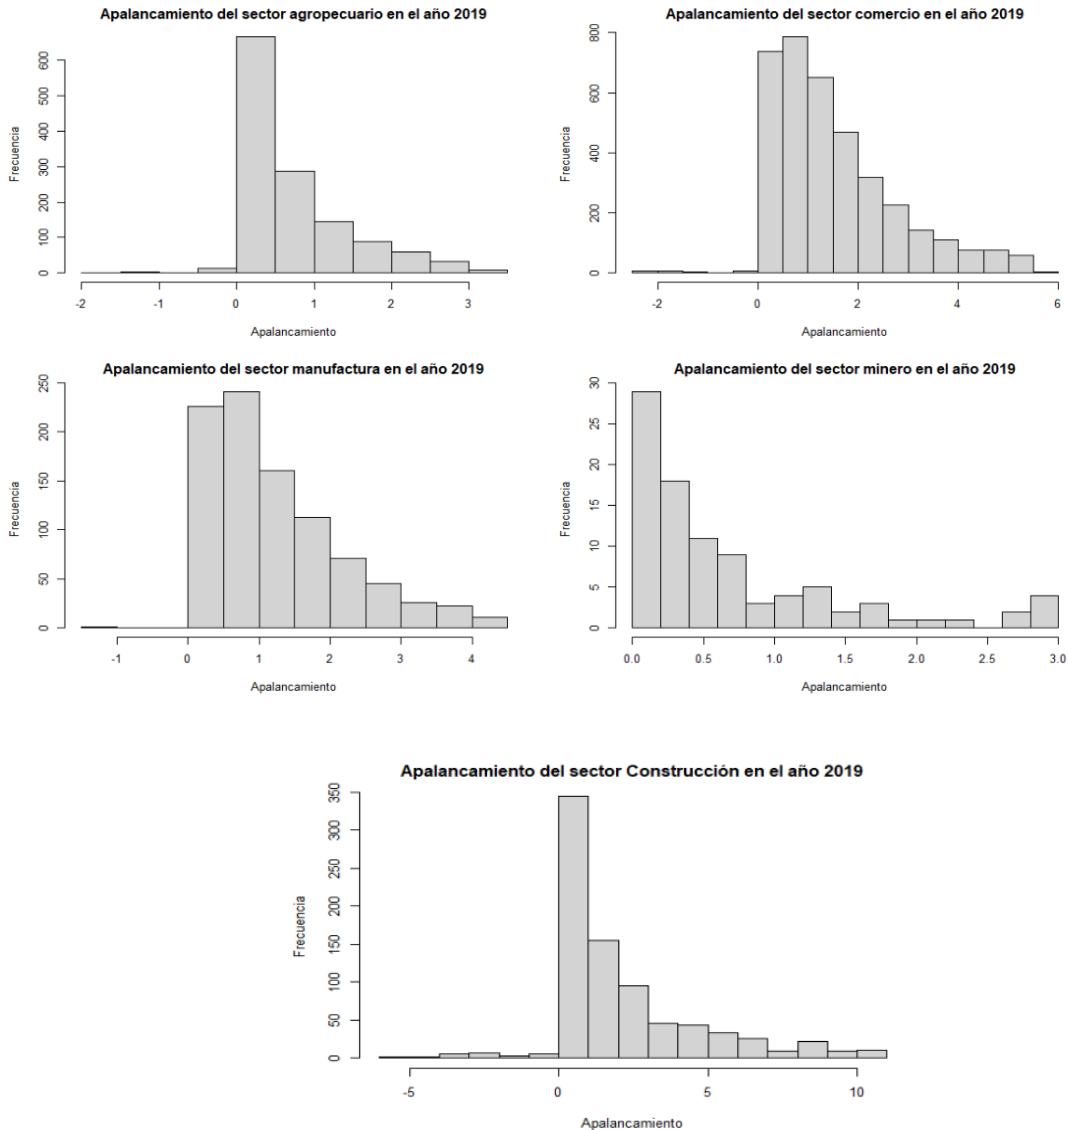 Apalancamiento del sector agropecuario en el año 2019
Frecuencia
0 100 200 300 400 500 600
-2 -1 0 1 2 3
Apalancamiento
Apalancamiento del sector comercio en el año 2019
Frecuencia
0 200 400 600 800
-2 0 2 4 6
Apalancamiento
Apalancamiento del sector manufactura en el año 2019
Frecuencia
0 50 100 150 200 250
-1 0 1 2 3 4
Apalancamiento
Apalancamiento del sector minero en el año 2019
Frecuencia
0 5 10 15 20 25 30
0.0 0.5 1.0 1.5 2.0 2.5 3.0
Apalancamiento
Apalancamiento del sector Construcción en el año 2019
Frecuencia
0 50 100 150 200 250 300 350
-5 0 5 10
Apalancamiento